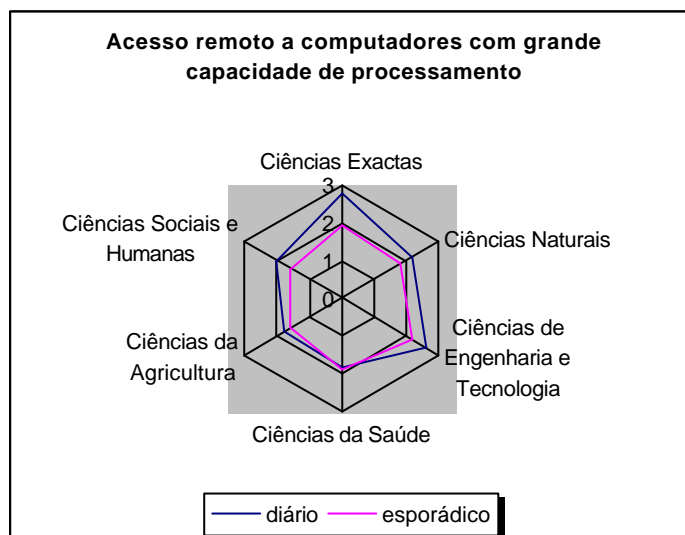 Acesso remoto a computadores com grande
capacidade de processamento
Ciências Exactas
3
2
1
0
Ciências Naturais
Ciências de
Engenharia e
Tecnologia
Ciências da Saúde
Ciências da
Agricultura
Ciências Sociais e
Humanas
diário
esporádico